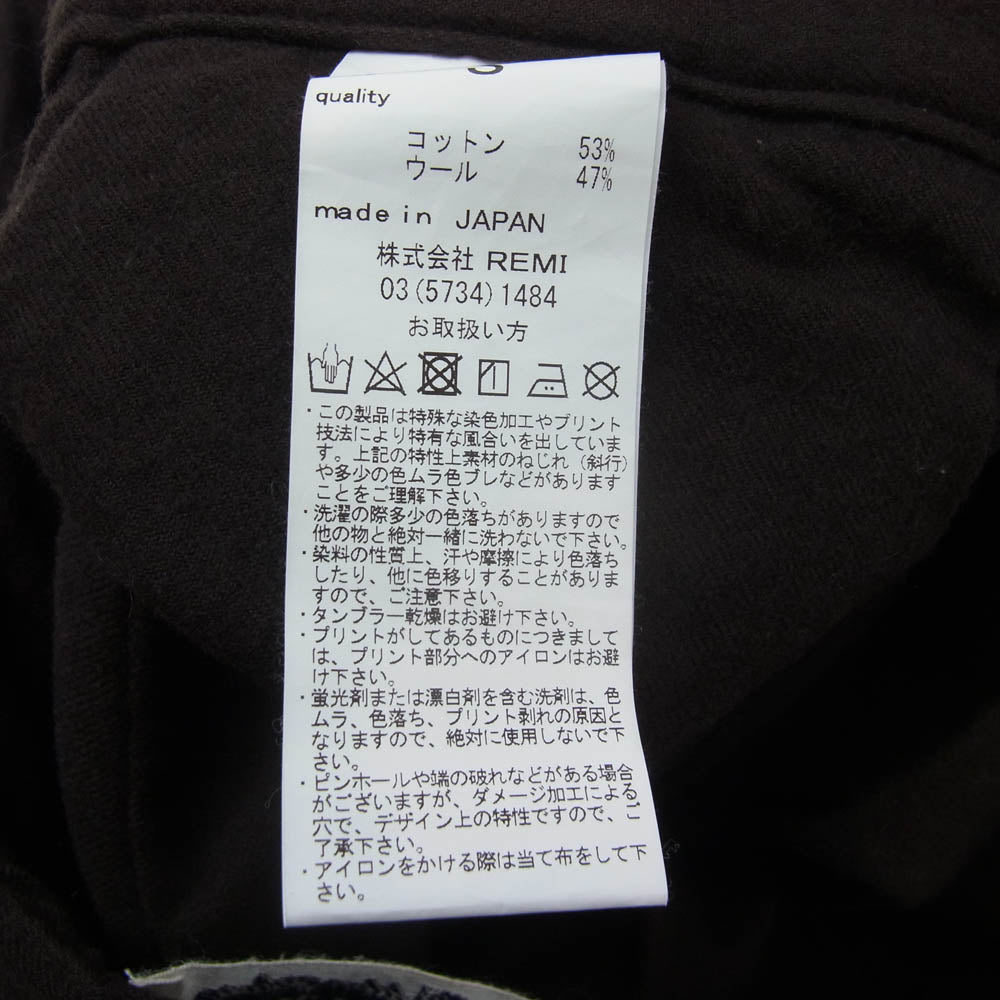 quality
コットン 53%
ウール 47%
made in JAPAN
株式会社 REMI
03(5734)1484
お取扱い方
・この製品は特殊な染色加工やプリント
技法により特有な風合いを出していま
す。上記の特性上素材のねじれ(斜行)
や多少の色ムラ色ブレなどがあります
ことをご理解下さい。
・洗濯の際多少の色落ちがありますので
他の物と絶対一緒に洗わないで下さい。
・染料の性質上、汗や摩擦により色落ち
したり、他に色移りすることがありま
すので、ご注意下さい。
・タンブラー乾燥はお避け下さい。
・プリントがしてあるものにつきまして
は、プリント部分へのアイロンはお避
け下さい。
・蛍光剤または漂白剤を含む洗剤は、色
ムラ、色落ち、プリント剥れの原因と
なりますので、絶対に使用しないで下
さい。
・ピンホールや端の破れなどがある場合
がございますが、ダメージ加工による
穴で、デザイン上の特性ですので、ご
了承下さい。
・アイロンをかける際は当て布をして下
さい。